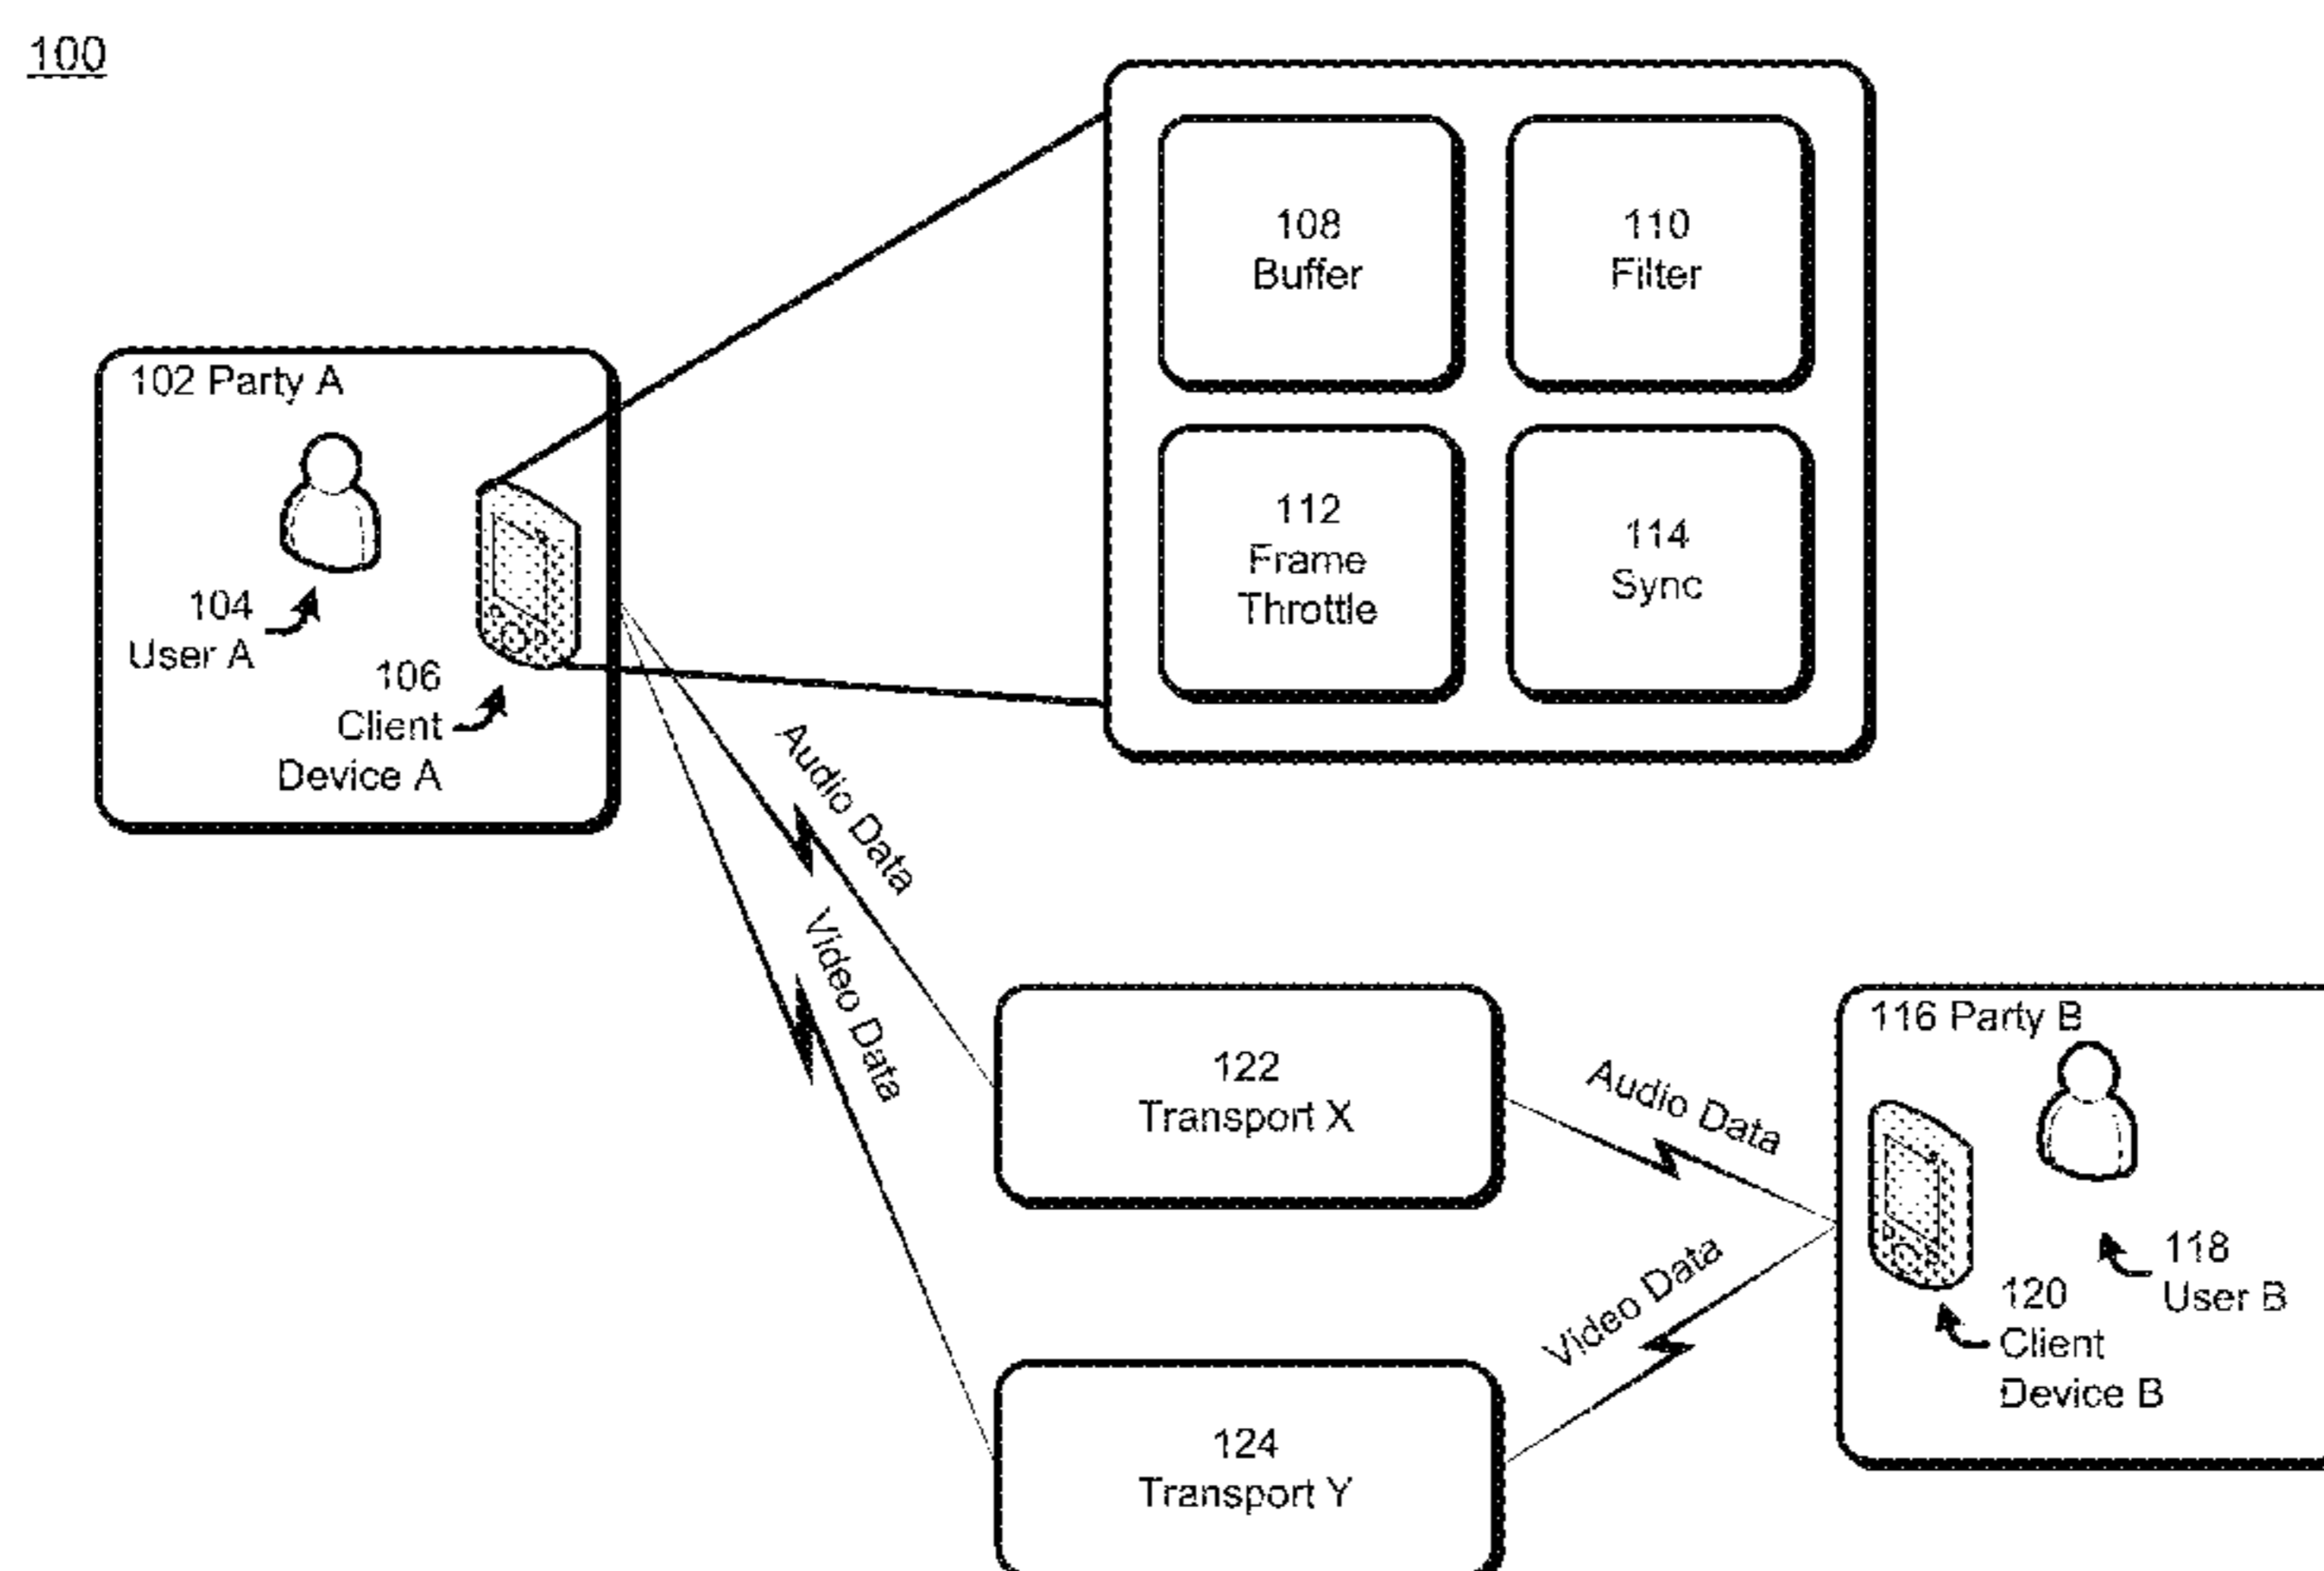 100
108
Buffer
110
Filter
112
Frame
Throttle
114
Sync
102 Party A
104
User A
106
Client
Device A
Audio Data
Video Data
122
Transport X
Audio Data
116 Party B
118
User B
120
Client
Device B
Video Data
124
Transport Y